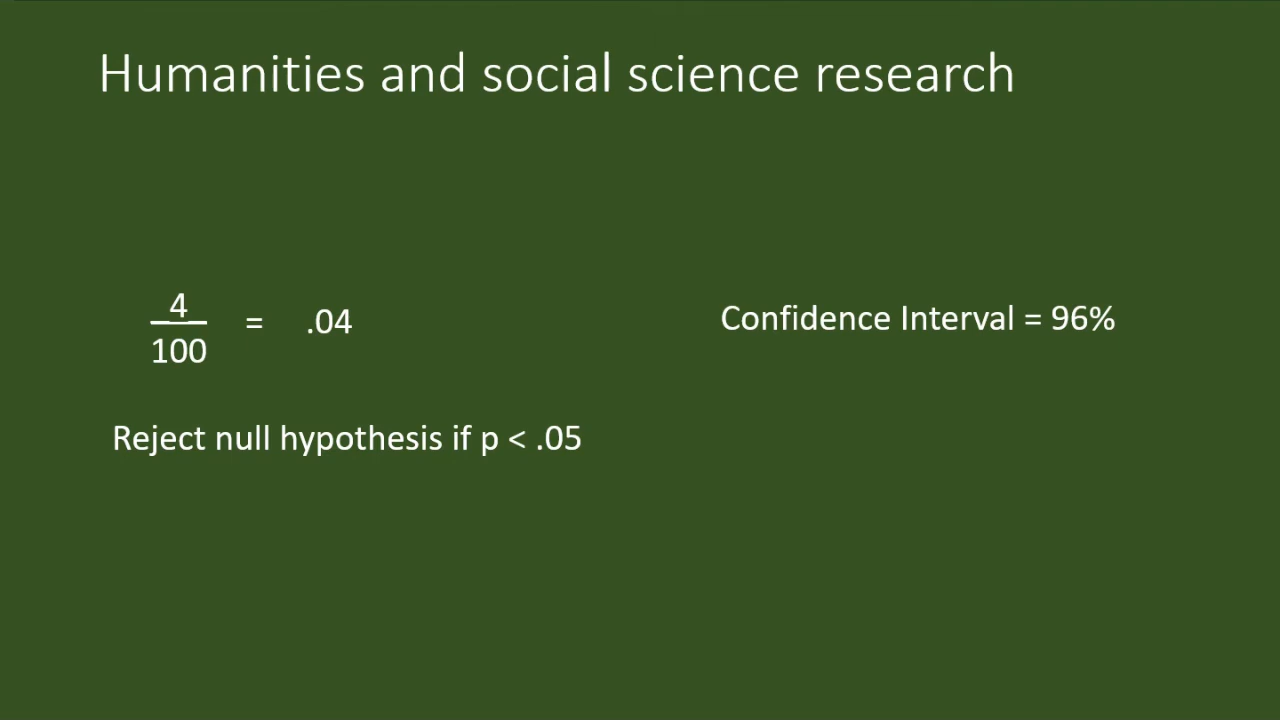 Humanities and social science research
4
100
= .04
Confidence Interval = 96%
Reject null hypothesis if p < .05